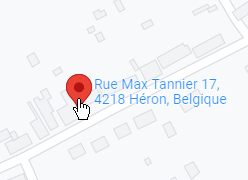 Rue Max Tannier 17,
4218 Héron, Belgique